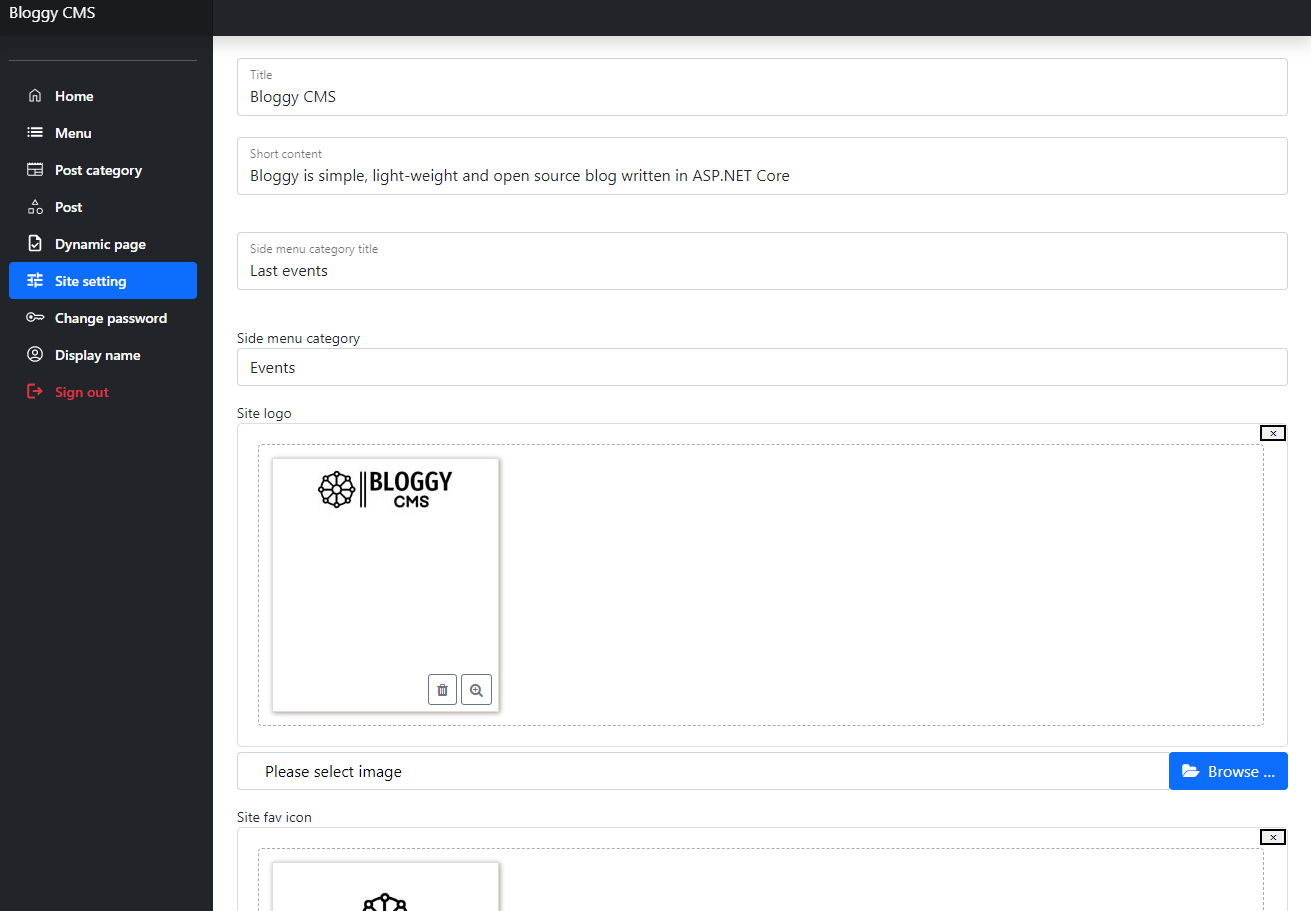 Bloggy CMS
Home
Menu
Post category
Post
Dynamic page
Site setting
Change password
Display name
Sign out
Title
Bloggy CMS
Short content
Bloggy is simple, light-weight and open source blog written in ASP.NET Core
Side menu category title
Last events
Side menu category
Events
Site logo
BLOGGY
CMS
Please select image
Browse ...
Site fav icon